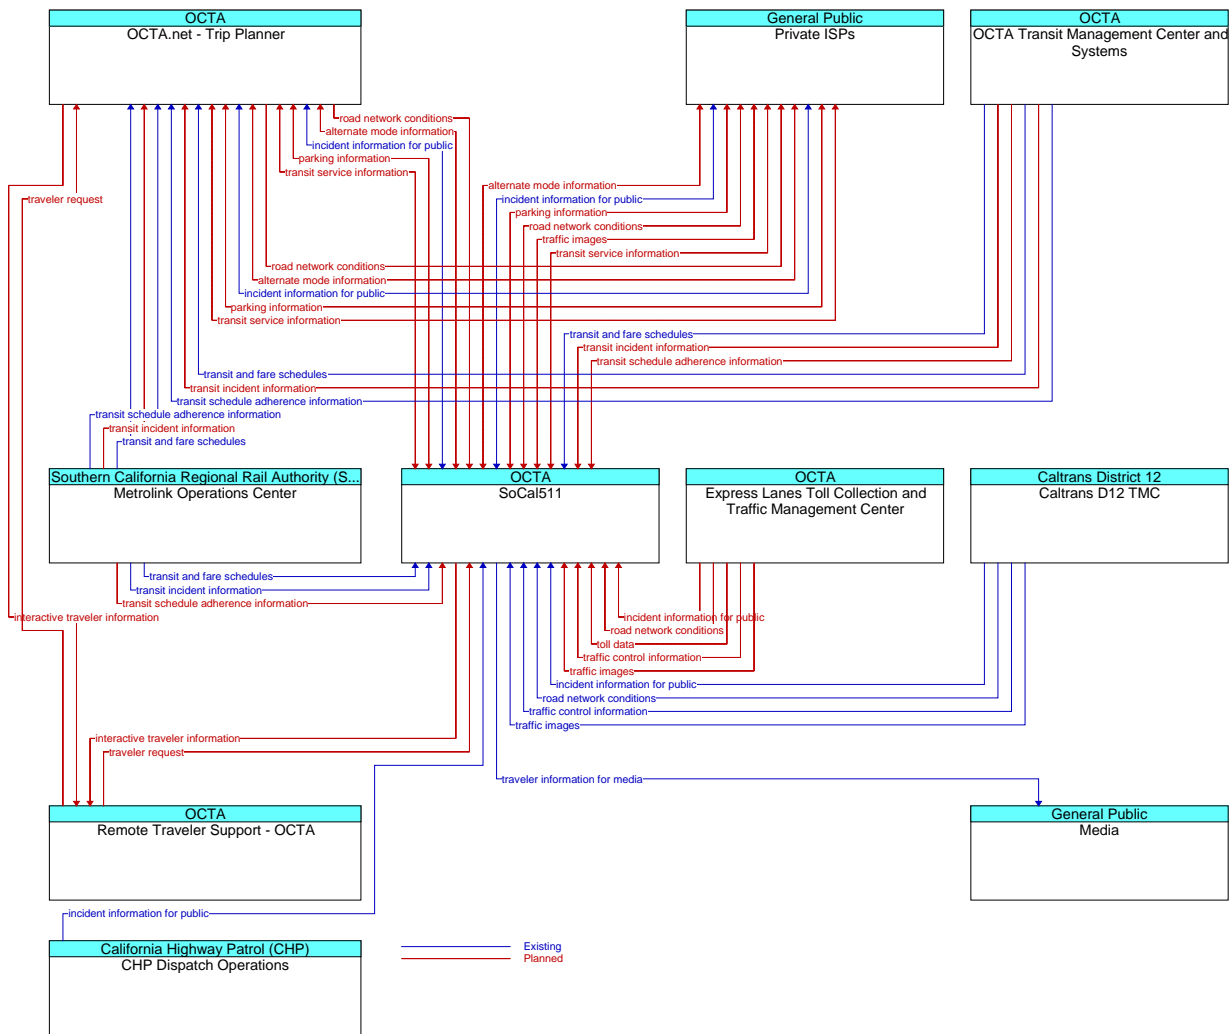 OCTA
OCTA.net - Trip Planner
General Public
Private ISPs
OCTA
OCTA Transit Management Center and
Systems
road network conditions
alternate mode information
incident information for public
parking information
transit service information
traveler request
alternate mode information
incident information for public
parking information
road network conditions
traffic images
transit service information
road network conditions
alternate mode information
incident information for public
parking information
transit service information
transit and fare schedules
transit incident information
transit schedule adherence information
transit and fare schedules
transit incident information
transit schedule adherence information
transit schedule adherence information
transit incident information
transit and fare schedules
Southern California Regional Rail Authority (S...
Metrolink Operations Center
OCTA
SoCal511
OCTA
Express Lanes Toll Collection and
Traffic Management Center
Caltrans District 12
Caltrans D12 TMC
transit and fare schedules
transit incident information
transit schedule adherence information
interactive traveler information
incident information for public
road network conditions
toll data
traffic control information
traffic images
incident information for public
road network conditions
traffic control information
traffic images
interactive traveler information
traveler request
traveler information for media
OCTA
Remote Traveler Support - OCTA
General Public
Media
incident information for public
California Highway Patrol (CHP)
CHP Dispatch Operations
Existing
Planned